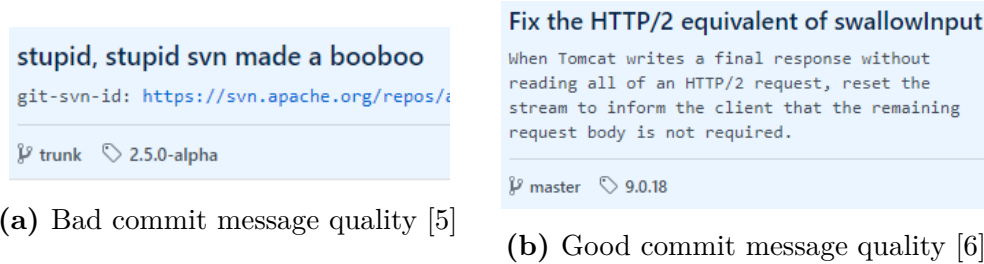 stupid, stupid svn made a booboo
git-svn-id: https://svn.apache.org/repos/
trunk 2.5.0-alpha
(a) Bad commit message quality [5]
Fix the HTTP/2 equivalent of swallowInput
When Tomcat writes a final response without
reading all of an HTTP/2 request, reset the
stream to inform the client that the remaining
request body is not required.
master 9.0.18
(b) Good commit message quality [6]